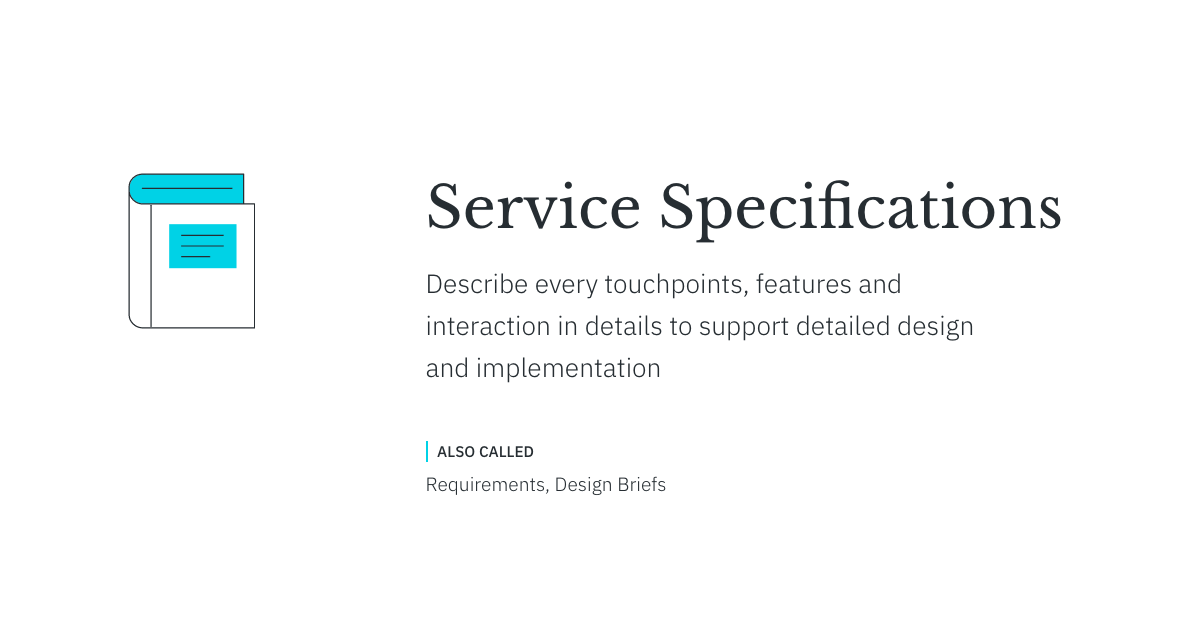 Service Specifications
Describe every touchpoints, features and
interaction in details to support detailed design
and implementation
ALSO CALLED
Requirements, Design Briefs